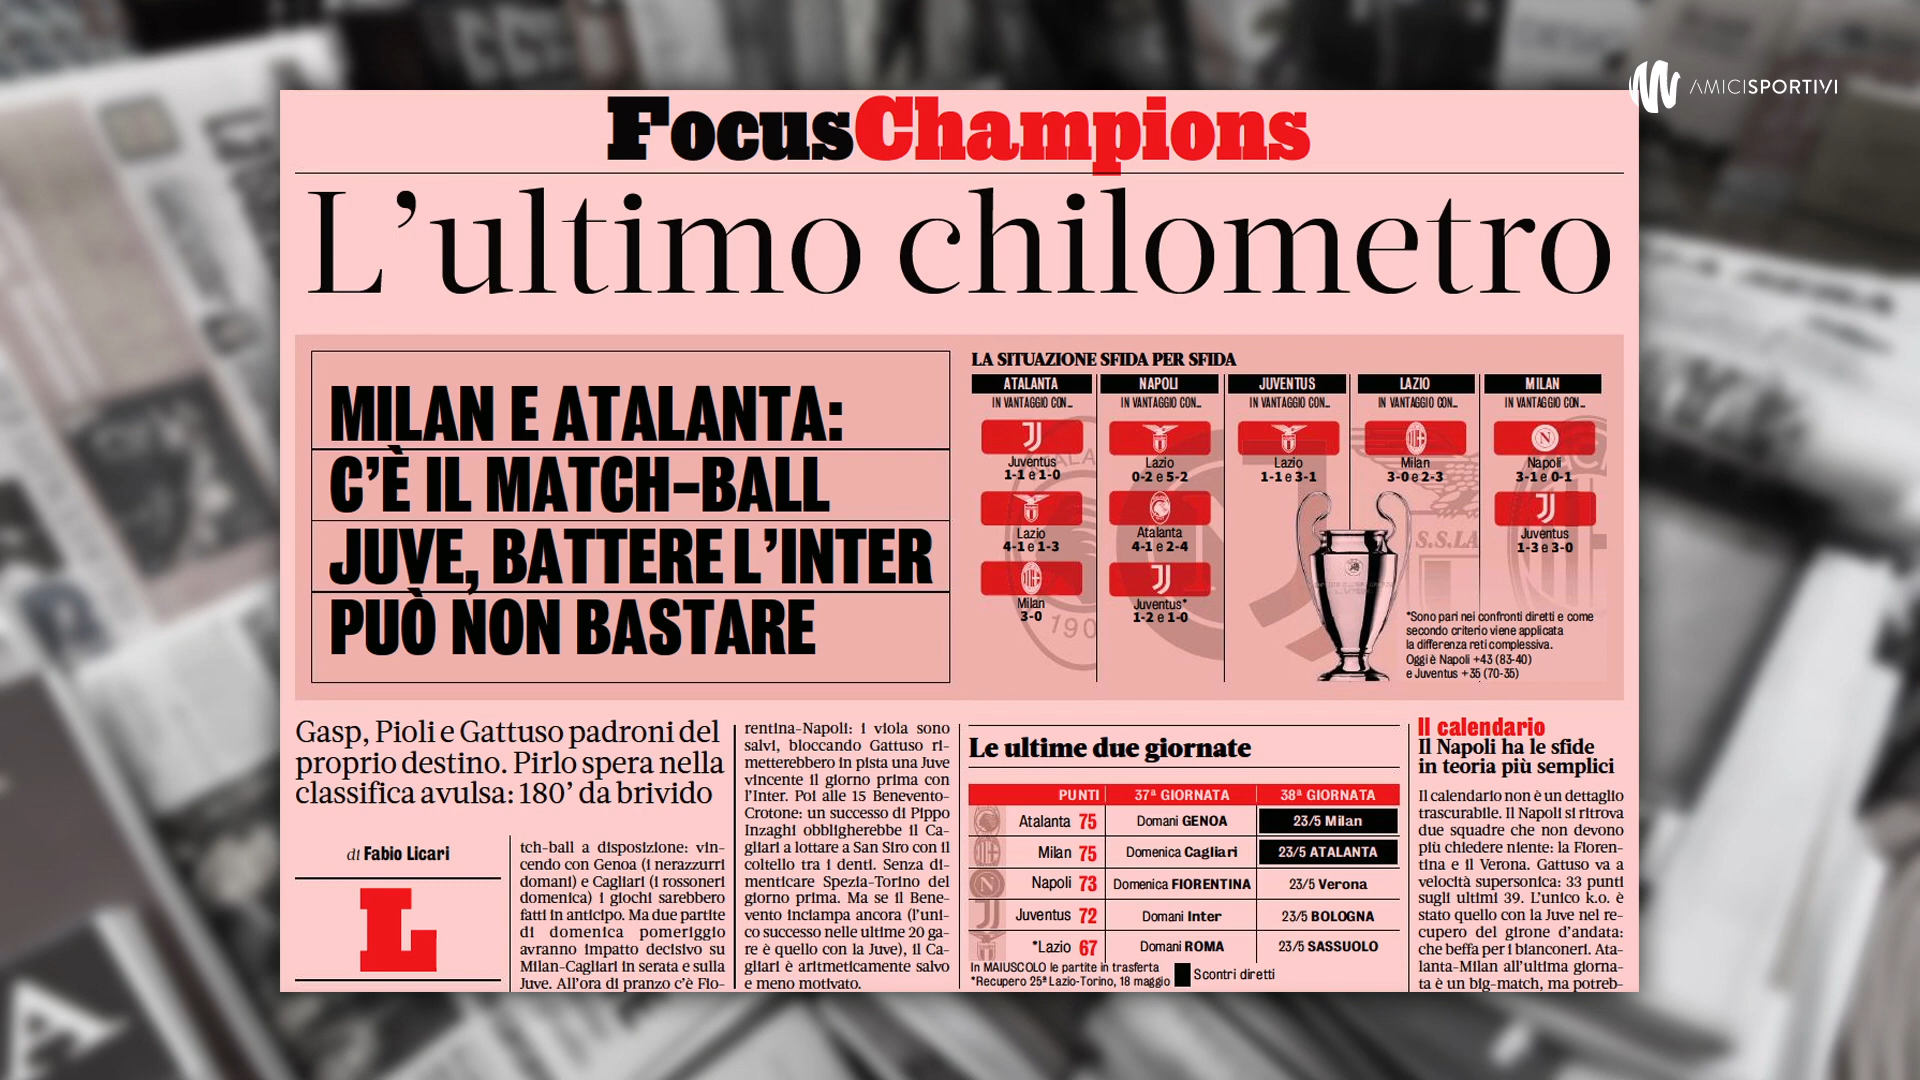 AMICISPORTIVI
FocusChampions
L'ultimo chilometro
MILAN E ATALANTA:
C'È IL MATCH-BALL
JUVE, BATTERE L'INTER
PUÒ NON BASTARE
LA SITUAZIONE SFIDA PER SFIDA
ATALANTA
IN VANTAGGIO CON...
Juventus
1-1 e 1-0
Lazio
4-1 e 1-3
Milan
3-0
NAPOLI
IN VANTAGGIO CON...
Lazio
0-2 e 5-2
Atalanta
4-1 e 2-4
Juventus*
1-2 e 1-0
JUVENTUS
IN VANTAGGIO CON...
Lazio
1-1 e 3-1
LAZIO
IN VANTAGGIO CON...
Milan
3-0 e 2-3
MILAN
IN VANTAGGIO CON...
Napoli
3-1 e 0-1
Juventus
1-3 e 3-0
S.S.LA
190
*Sono pari nei confronti diretti e come
secondo criterio viene applicata
la differenza reti complessiva.
Oggi è Napoli +43 (83-40)
e Juventus +35 (70-35)
Gasp, Pioli e Gattuso padroni del
proprio destino. Pirlo spera nella
classifica avulsa: 180' da brivido
di Fabio Licari
L
tch-ball a disposizione: vin-
cendo con Genoa (i nerazzurri
domani) e Cagliari (i rossoneri
domenica) i giochi sarebbero
fatti in anticipo. Ma due partite
di domenica pomeriggio
avranno impatto decisivo su
Milan-Cagliari in serata e sulla
Juve. All'ora di pranzo c'è Fio-
rentina-Napoli: i viola sono
salvi, bloccando Gattuso ri-
metterebbero in pista una Juve
vincente il giorno prima con
l'Inter. Poi alle 15 Benevento-
Crotone: un successo di Pippo
Inzaghi obbligherebbe il Ca-
gliari a lottare a San Siro con il
coltello tra i denti. Senza di-
menticare Spezia-Torino del
giorno prima. Ma se il Bene-
vento inciampa ancora (l'uni-
co successo nelle ultime 20 ga-
re è quello con la Juve), il Ca-
gliari è aritmeticamente salvo
e meno motivato.
Le ultime due giornate
PUNTI 37ª GIORNATA 38ª GIORNATA
Atalanta 75 Domani GENOA 23/5 Milan
Milan 75 Domenica Cagliari 23/5 ATALANTA
Napoli 73 Domenica FIORENTINA 23/5 Verona
Juventus 72 Domani Inter 23/5 BOLOGNA
*Lazio 67 Domani ROMA 23/5 SASSUOLO
In MAIUSCOLO le partite in trasferta
*Recupero 25ª Lazio-Torino, 18 maggio
Scontri diretti
Il calendario
Il Napoli ha le sfide
in teoria più semplici
Il calendario non è un dettaglio
trascurabile. Il Napoli si ritrova
due squadre che non devono
più chiedere niente: la Fioren-
tina e il Verona. Gattuso va a
velocità supersonica: 33 punti
sugli ultimi 39. L'unico k.o. è
stato quello con la Juve nel re-
cupero del girone d'andata:
che beffa per i bianconeri. Ata-
lanta-Milan all'ultima giorna-
ta è un big-match, ma potreb-